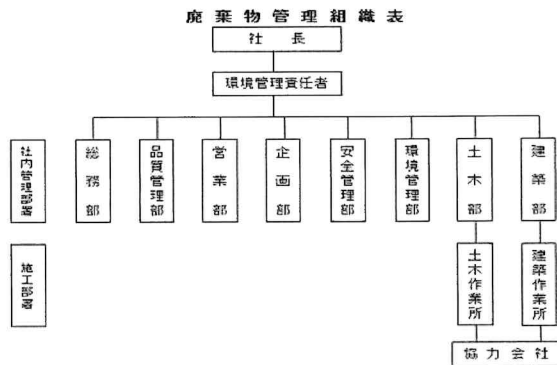 廃棄物管理組織表
社長
環境管理責任者
社内管理部署
総務部
品質管理部
営業部
企画部
安全管理部
環境管理部
土木部
建築部
施工部署
土木作業所
建築作業所
協力会社